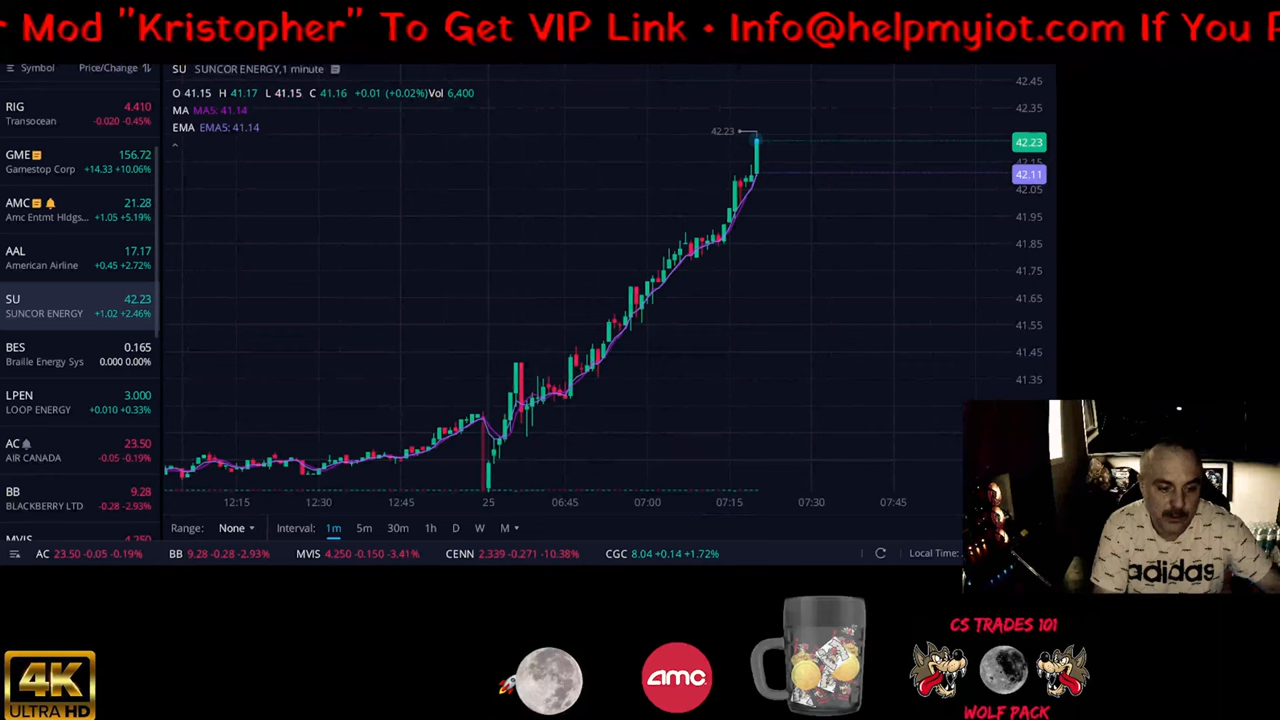 Mod "Kristopher" To Get VIP Link • Info@helpmyiot.com If You
Symbol Price/Change
RIG 4.410
Transocean -0.020 -0.45%
GME 156.72
Gamestop Corp +14.33 +10.06%
AMC 21.28
Amc Entmt Hldgs... +1.05 +5.19%
AAL 17.17
American Airline +0.45 +2.72%
SU 42.23
SUNCOR ENERGY +1.02 +2.46%
BES 0.165
Braille Energy Sys 0.000 0.00%
LPEN 3.000
LOOP ENERGY +0.010 +0.33%
AC 23.50
AIR CANADA -0.05 -0.19%
BB 9.28
BLACKBERRY LTD -0.28 -2.93%
MVIS 4.250
SU SUNCOR ENERGY,1 minute
O 41.15 H 41.17 L 41.15 C 41.16 +0.01 (+0.02%) Vol 6,400
MA MA5: 41.14
EMA EMA5: 41.14
42.23
42.45
42.35
42.23
42.15
42.11
42.05
41.95
41.85
41.75
41.65
41.55
41.45
41.35
12:15 12:30 12:45 25 06:45 07:00 07:15 07:30 07:45
Range: None Interval: 1m 5m 30m 1h D W M
AC 23.50 -0.05 -0.19% BB 9.28 -0.28 -2.93% MVIS 4.250 -0.150 -3.41% CENN 2.339 -0.271 -10.38% CGC 8.04 +0.14 +1.72% Local Time:
adidas
4K
ULTRA HD
amc
CS TRADES 101
WOLF PACK